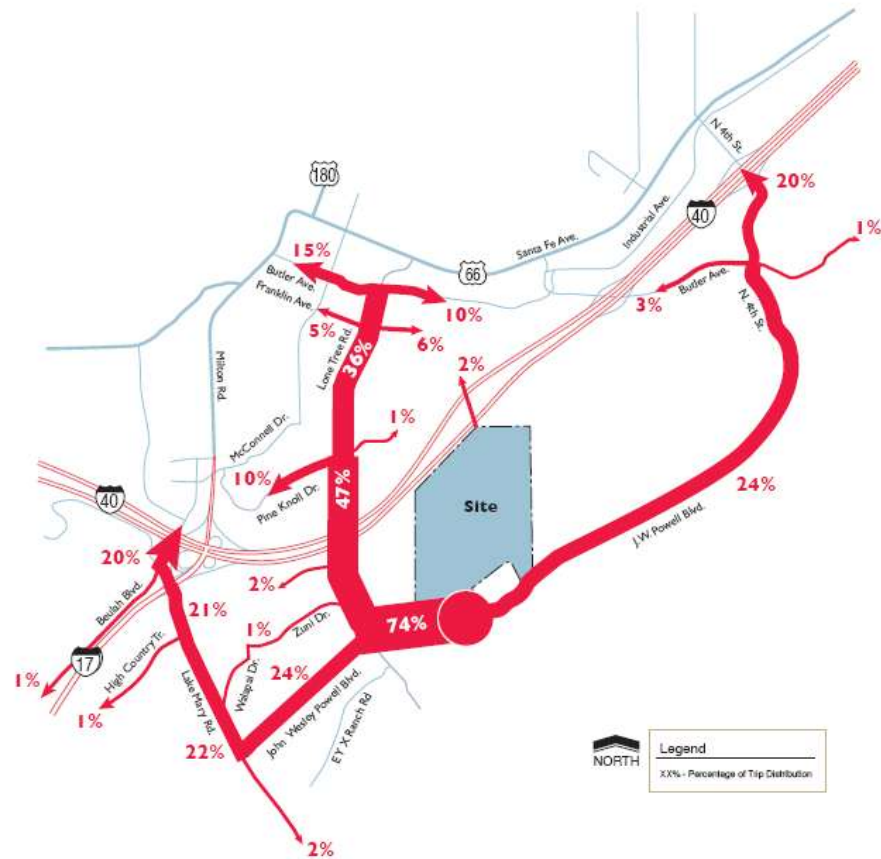 N 4th St.
180
20%
40
Industrial Ave.
1%
Santa Fe Ave.
15%
66
Butler Ave.
Butler Ave.
Franklin Ave.
3%
10%
N 4th St.
5%
6%
Lone Tree Rd.
36%
Milton Rd.
2%
1%
McConnell Dr.
10%
47%
Pine Knoll Dr.
24%
40
Site
J.W. Powell Blvd.
20%
2%
Beulah Blvd.
21%
1%
Zuni Dr.
74%
High Country Tr.
17
Walapai Dr.
24%
1%
1%
Lake Mary Rd.
John Wesley Powell Blvd.
EY X Ranch Rd
22%
NORTH
Legend
XX% - Percentage of Trip Distribution
2%